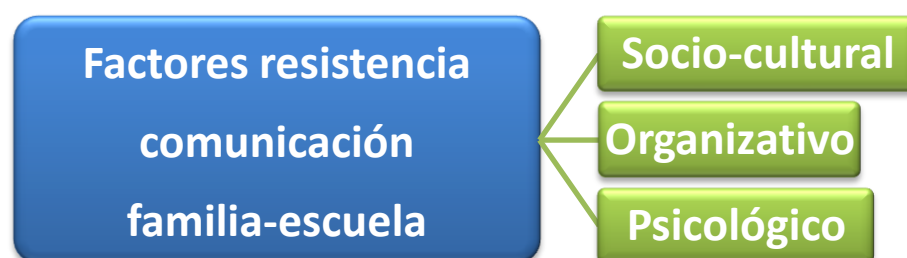 Factores resistencia
comunicación
familia-escuela
Socio-cultural
Organizativo
Psicológico